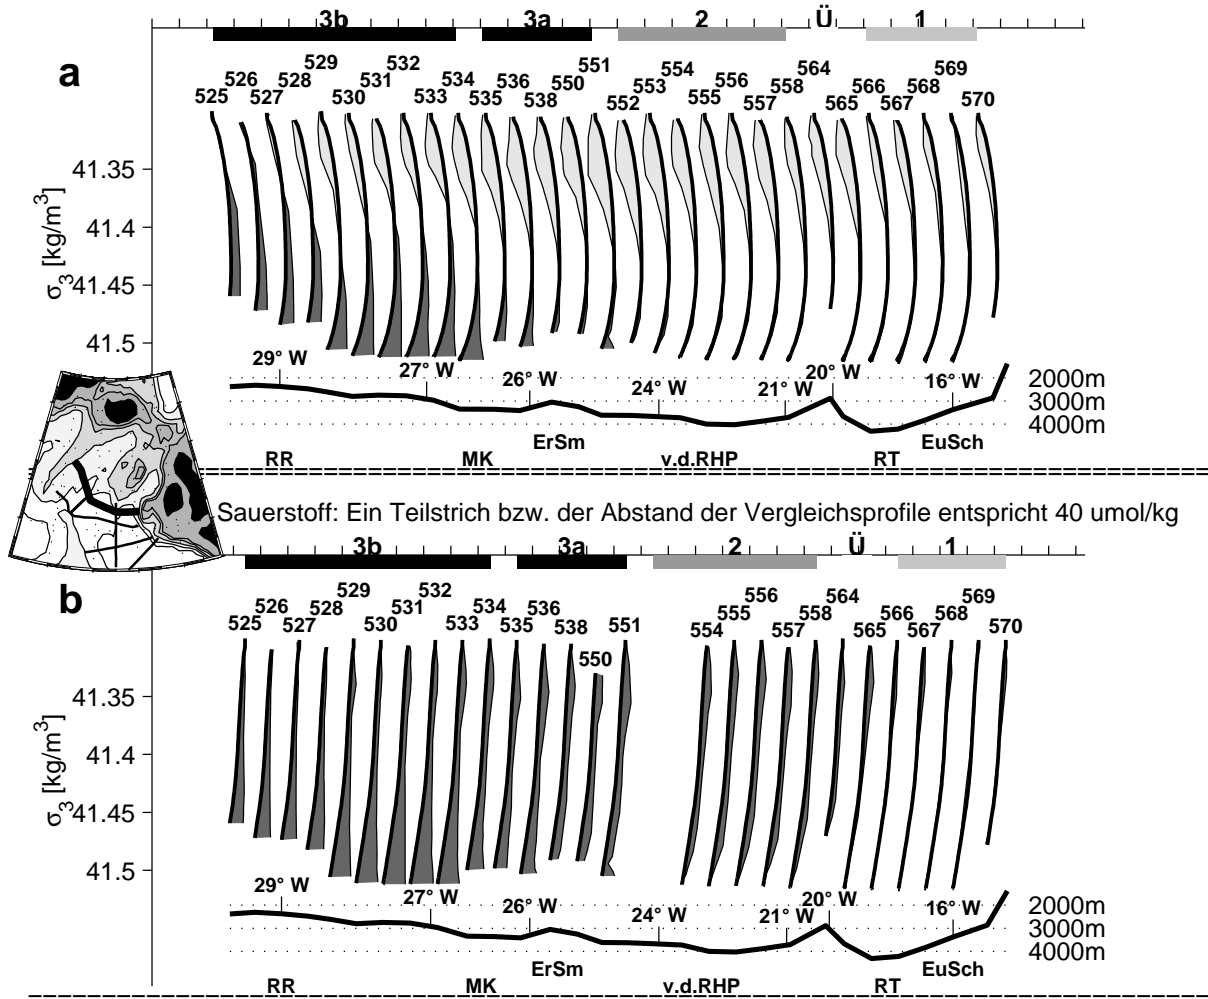 3b 3a 2 Ü 1
a
529 532 551 554 556 564 569
526 528 531 534 536 550 553 555 558 566 568
525 527 530 533 535 538 552 555 557 565 567 570
41.35
41.4
41.45
41.5
σ3 [kg/m3]
29° W 27° W 26° W 24° W 21° W 20° W 16° W
2000m
3000m
4000m
ErSm EuSch
RR MK v.d.RHP RT
Sauerstoff: Ein Teilstrich bzw. der Abstand der Vergleichsprofile entspricht 40 umol/kg
3b 3a 2 Ü 1
b
529 532 556 564 569
526 528 531 534 536 555 558 566 568
525 527 530 533 535 538 551 554 557 565 567 570
550
41.35
41.4
41.45
41.5
σ3 [kg/m3]
29° W 27° W 26° W 24° W 21° W 20° W 16° W
2000m
3000m
4000m
ErSm EuSch
RR MK v.d.RHP RT